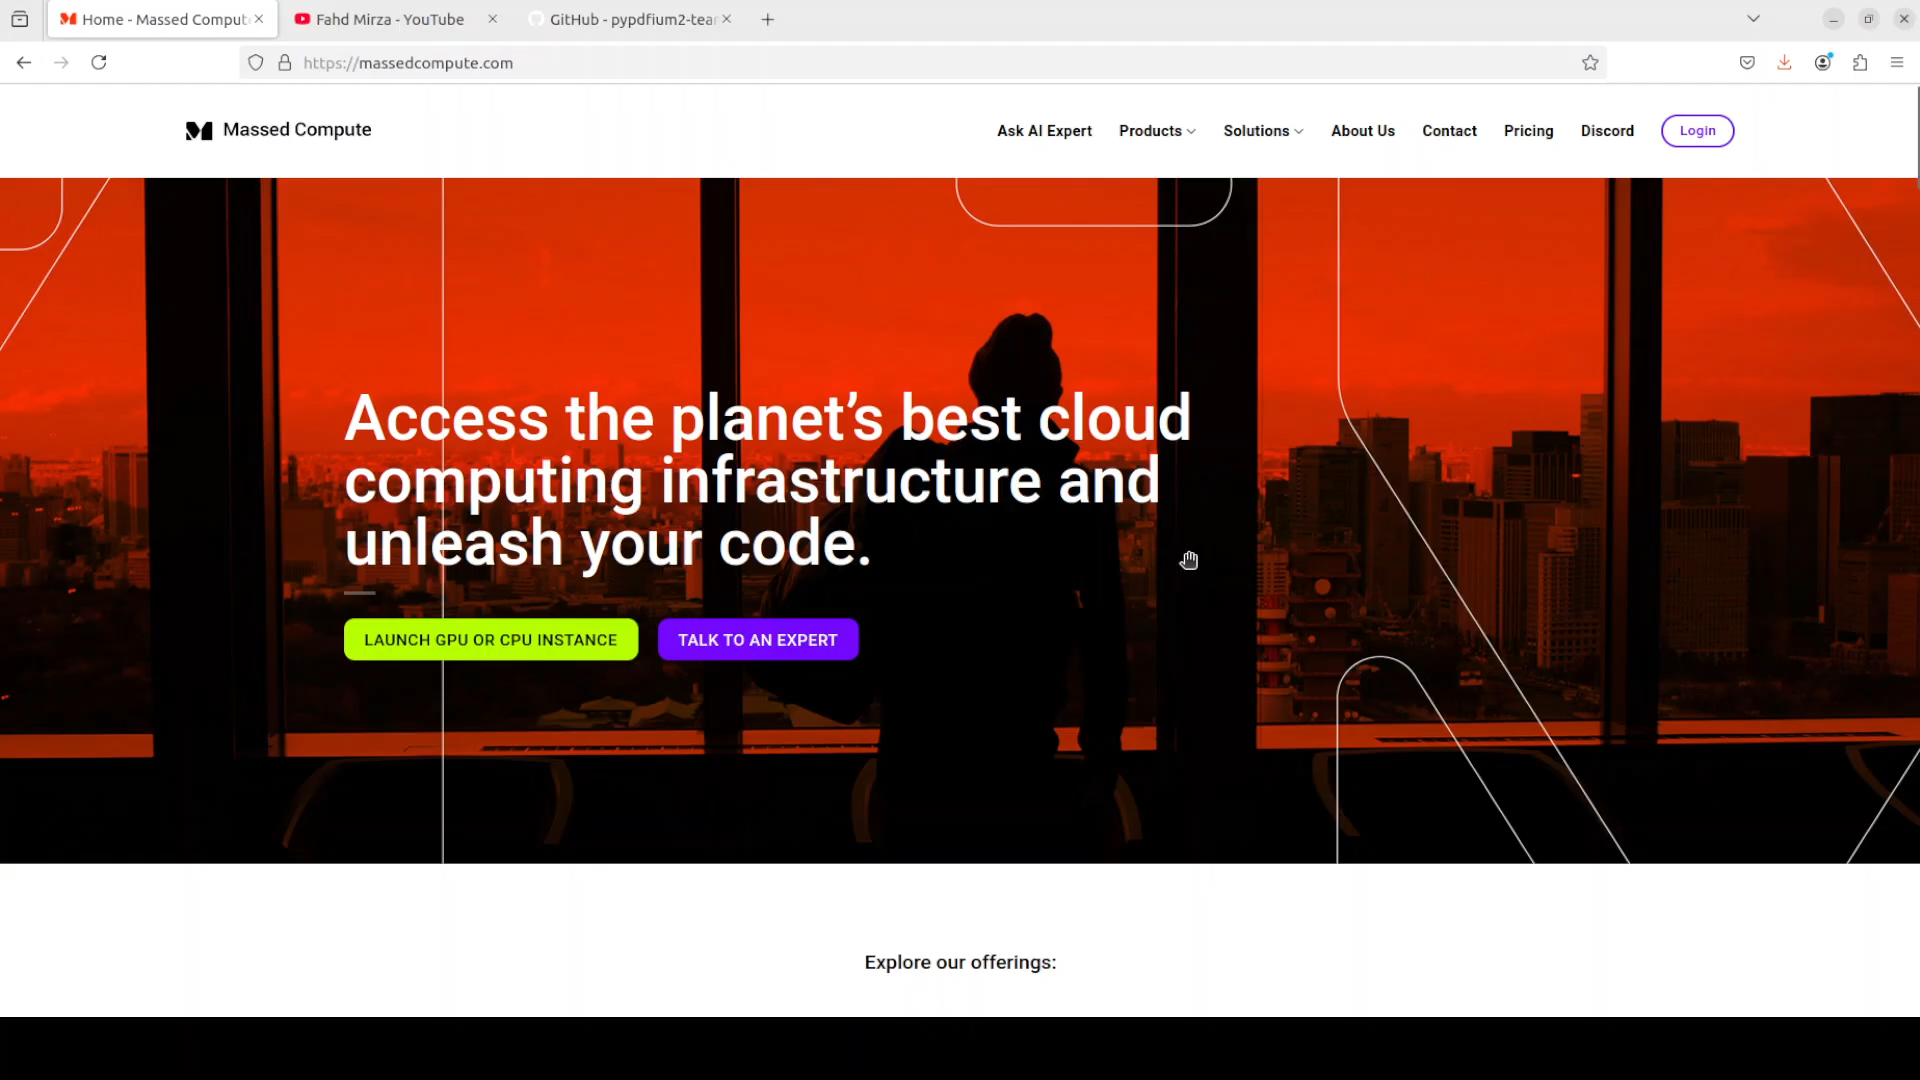 Home - Massed Comput
Fahd Mirza - YouTube
GitHub - pypdfium2-tea
https://massedcompute.com
Massed Compute
Ask AI Expert
Products
Solutions
About Us
Contact
Pricing
Discord
Login
Access the planet’s best cloud
computing infrastructure and
unleash your code.
LAUNCH GPU OR CPU INSTANCE
TALK TO AN EXPERT
Explore our offerings: